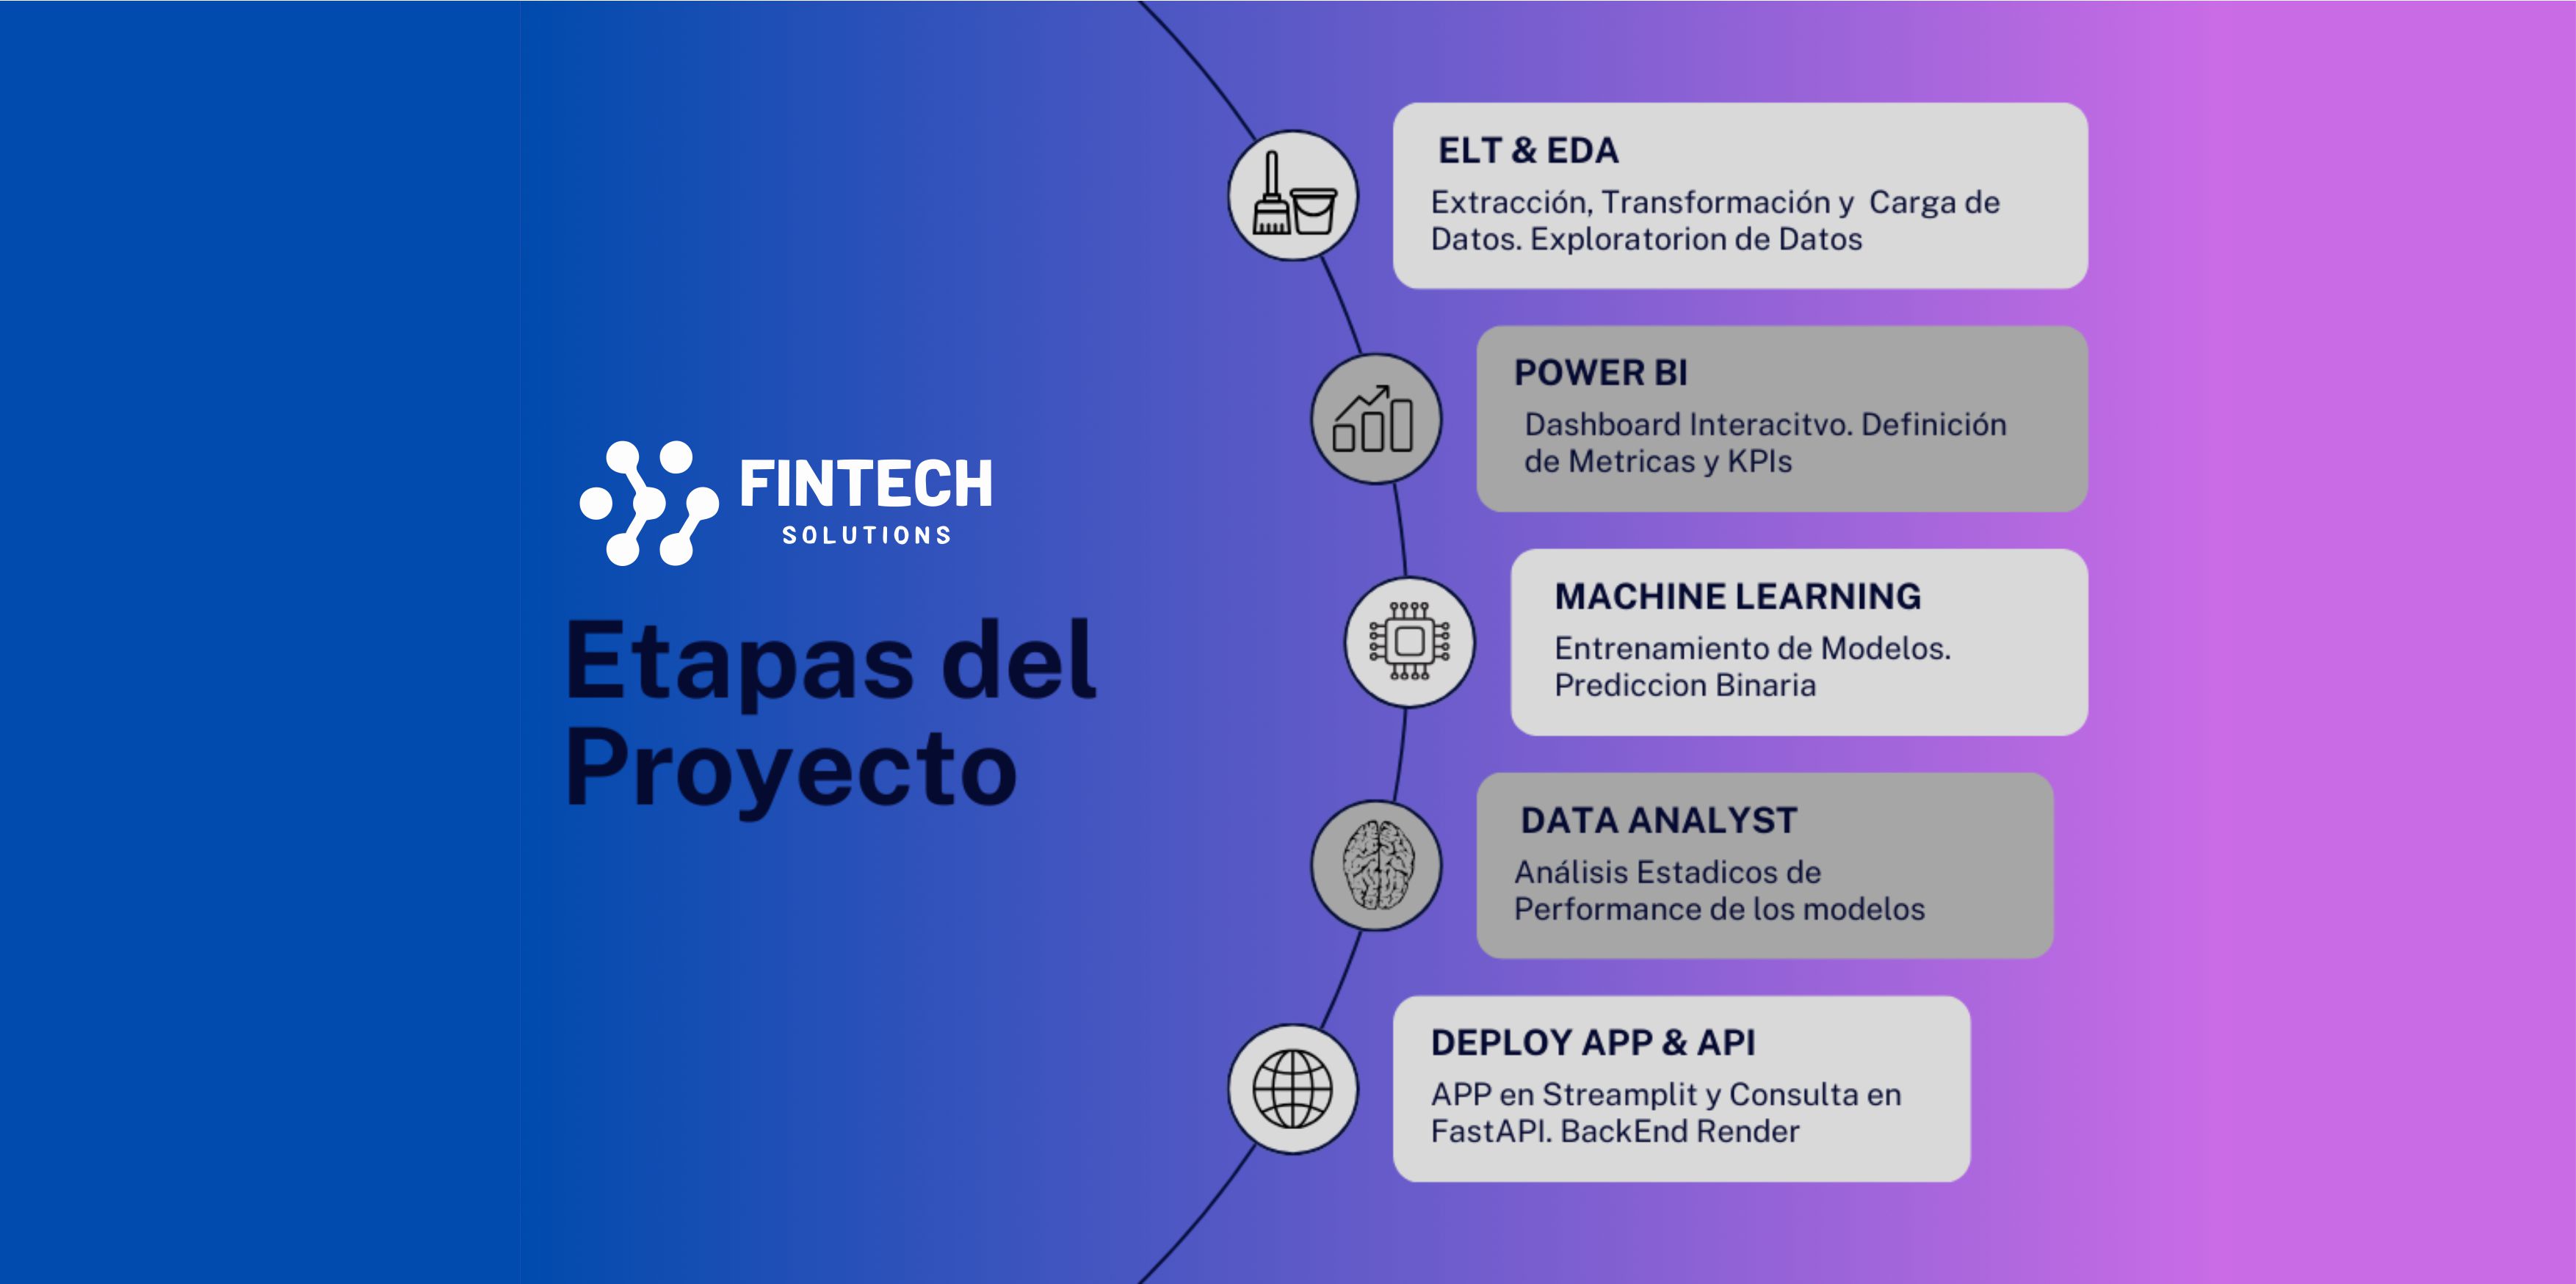 FINTECH
SOLUTIONS
Etapas del
Proyecto
ELT & EDA
Extracción, Transformación y Carga de
Datos. Exploratorion de Datos
POWER BI
Dashboard Interacitvo. Definición
de Metricas y KPIs
MACHINE LEARNING
Entrenamiento de Modelos.
Prediccion Binaria
DATA ANALYST
Análisis Estadicos de
Performance de los modelos
DEPLOY APP & API
APP en Streamplit y Consulta en
FastAPI. BackEnd Render